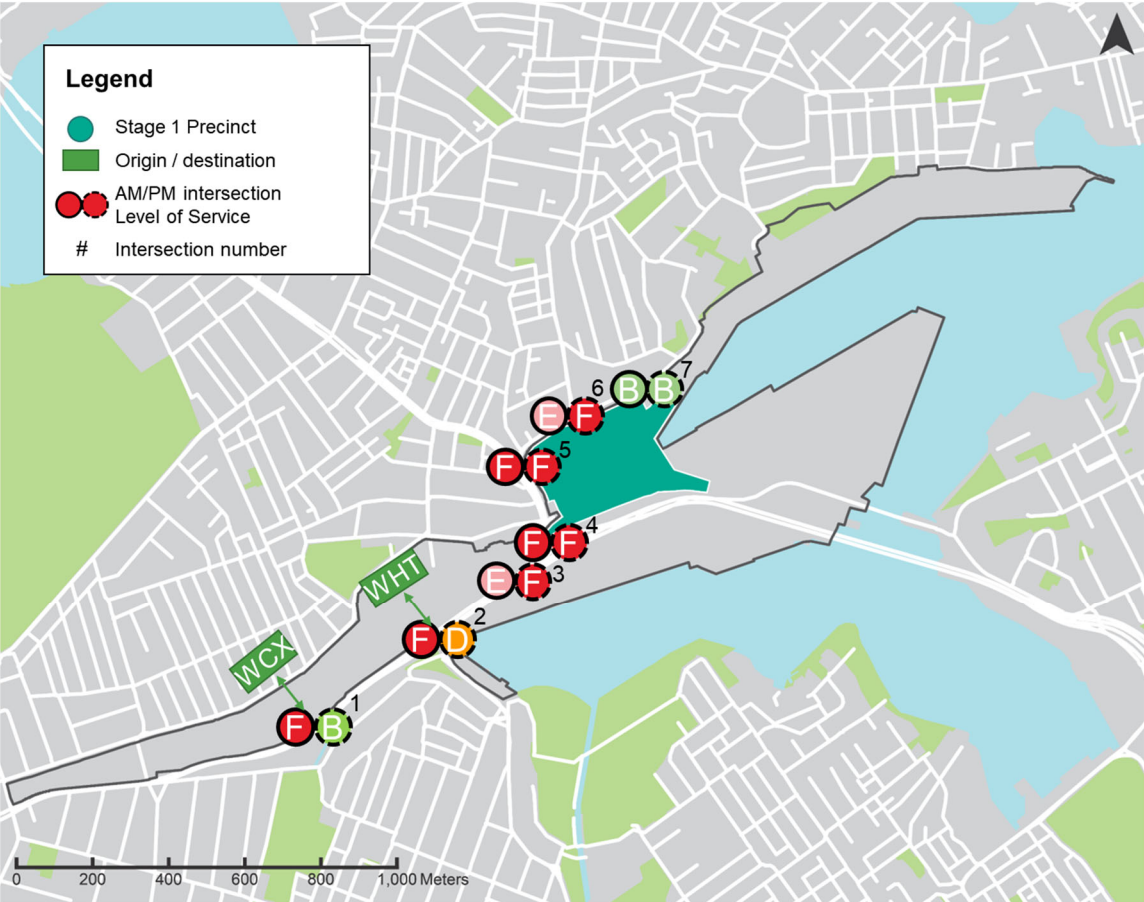 Legend
Stage 1 Precinct
Origin / destination
AM/PM intersection
Level of Service
# Intersection number
B B 7
E F 6
F F 5
F F 4
E F 3
WHT
F D 2
WCX
F B 1
0 200 400 600 800 1,000 Meters